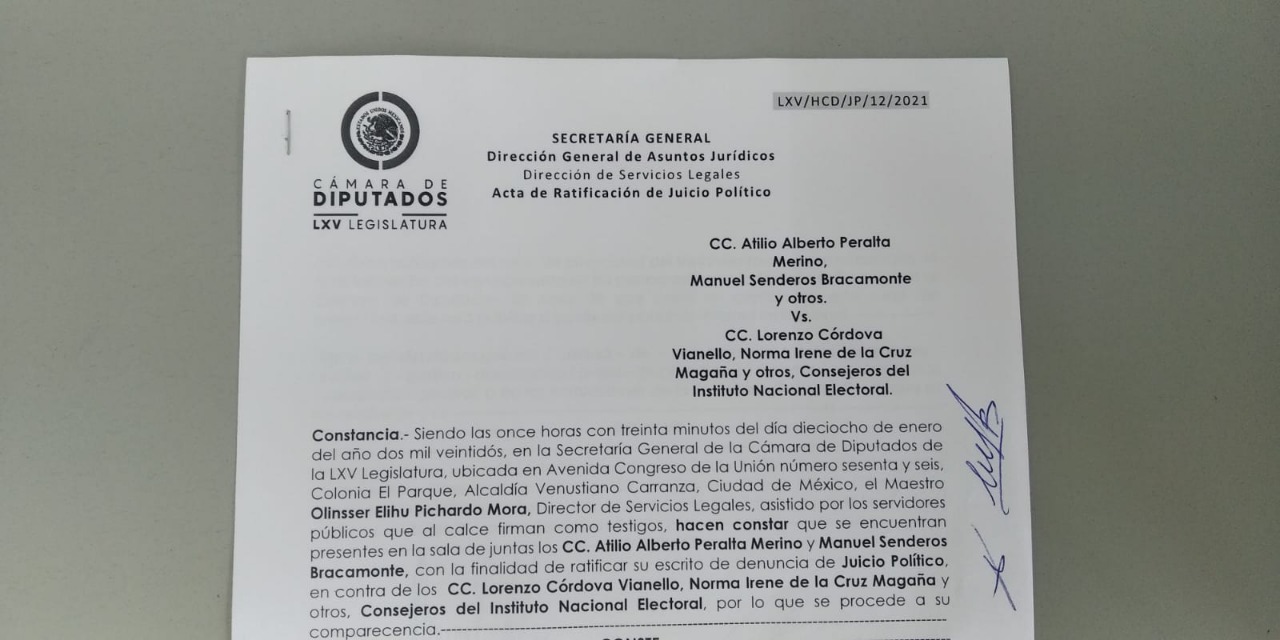 LXV/HCD/JP/12/2021
CÁMARA DE
DIPUTADOS
LXV LEGISLATURA
SECRETARÍA GENERAL
Dirección General de Asuntos Jurídicos
Dirección de Servicios Legales
Acta de Ratificación de Juicio Político
CC. Atilio Alberto Peralta
Merino,
Manuel Senderos Bracamonte
y otros.
Vs.
CC. Lorenzo Córdova
Vianello, Norma Irene de la Cruz
Magaña y otros, Consejeros del
Instituto Nacional Electoral.
Constancia.- Siendo las once horas con treinta minutos del día dieciocho de enero
del año dos mil veintidós, en la Secretaría General de la Cámara de Diputados de
la LXV Legislatura, ubicada en Avenida Congreso de la Unión número sesenta y seis,
Colonia El Parque, Alcaldía Venustiano Carranza, Ciudad de México, el Maestro
Olinsser Elihu Pichardo Mora, Director de Servicios Legales, asistido por los servidores
públicos que al calce firman como testigos, hacen constar que se encuentran
presentes en la sala de juntas los CC. Atilio Alberto Peralta Merino y Manuel Senderos
Bracamonte, con la finalidad de ratificar su escrito de denuncia de Juicio Político,
en contra de los CC. Lorenzo Córdova Vianello, Norma Irene de la Cruz Magaña y
otros, Consejeros del Instituto Nacional Electoral, por lo que se procede a su
comparecencia.-----------------------------------------------------------------------